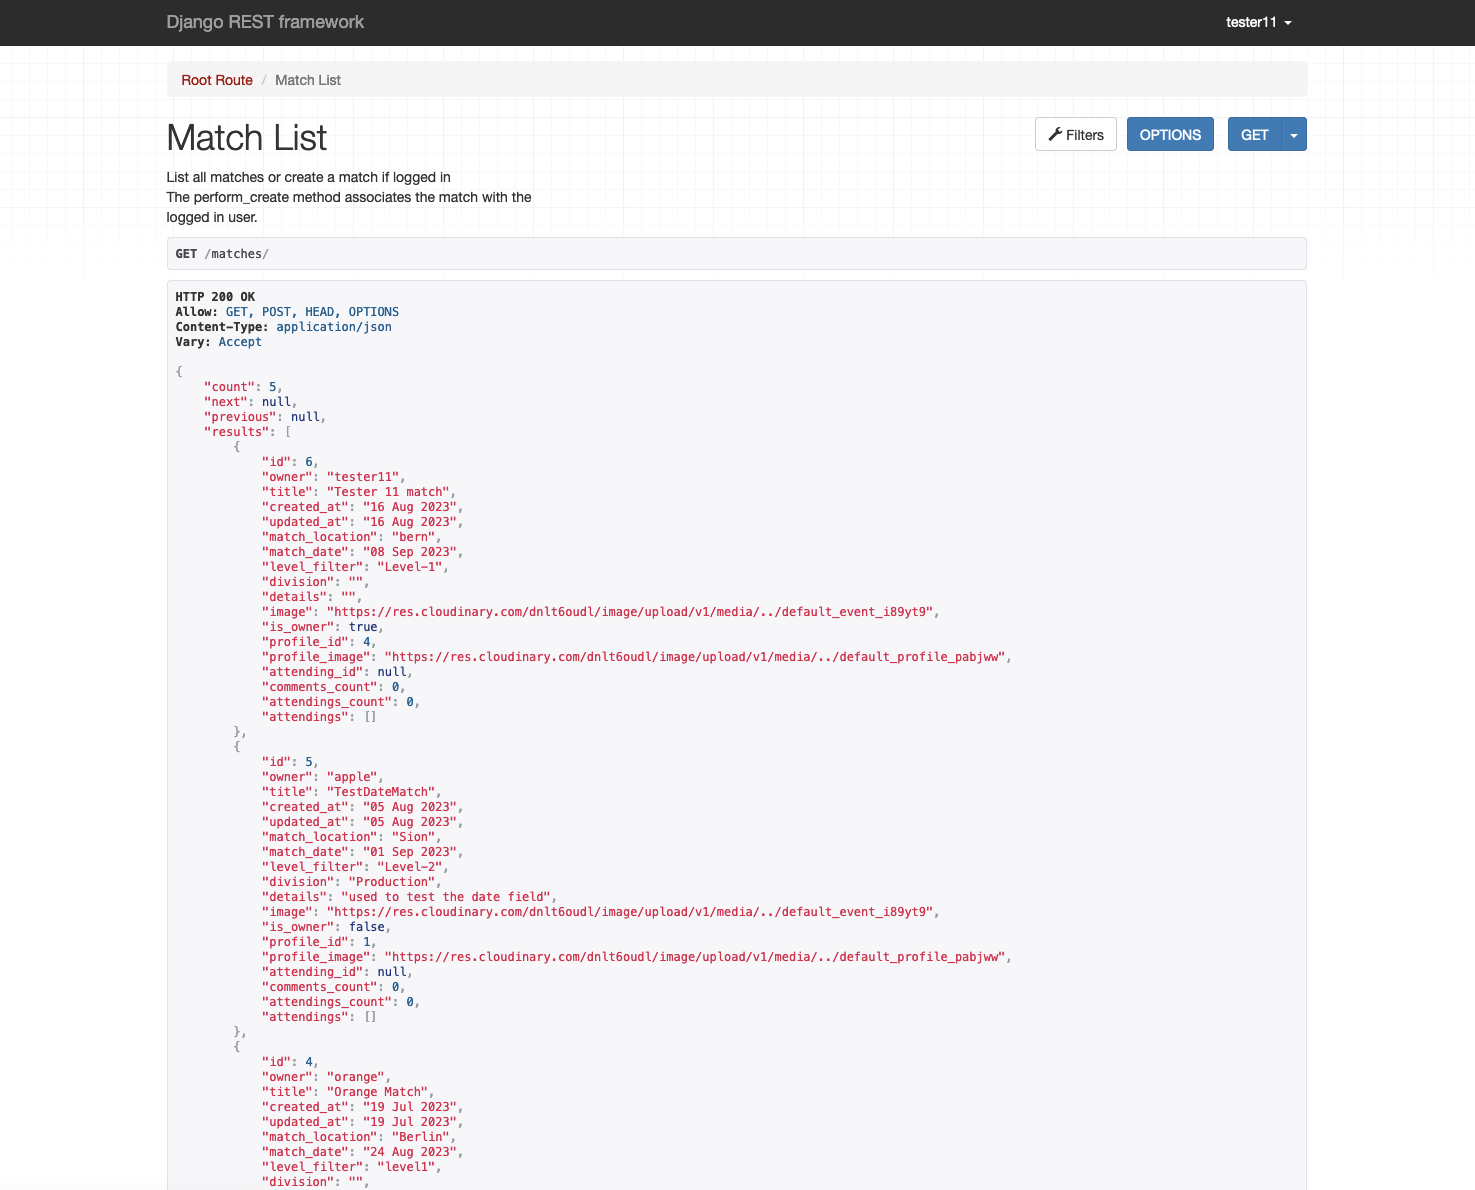 Django REST framework
tester11
Root Route / Match List
Match List
Filters
OPTIONS
GET
List all matches or create a match if logged in
The perform_create method associates the match with the
logged in user.
GET /matches/
HTTP 200 OK
Allow: GET, POST, HEAD, OPTIONS
Content-Type: application/json
Vary: Accept
{
    "count": 5,
    "next": null,
    "previous": null,
    "results": [
        {
            "id": 6,
            "owner": "tester11",
            "title": "Tester 11 match",
            "created_at": "16 Aug 2023",
            "updated_at": "16 Aug 2023",
            "match_location": "bern",
            "match_date": "08 Sep 2023",
            "level_filter": "Level-1",
            "division": "",
            "details": "",
            "image": "https://res.cloudinary.com/dnlt6oudl/image/upload/v1/media/../default_event_i89yt9",
            "is_owner": true,
            "profile_id": 4,
            "profile_image": "https://res.cloudinary.com/dnlt6oudl/image/upload/v1/media/../default_profile_pabjww",
            "attending_id": null,
            "comments_count": 0,
            "attendings_count": 0,
            "attendings": []
        },
        {
            "id": 5,
            "owner": "apple",
            "title": "TestDateMatch",
            "created_at": "05 Aug 2023",
            "updated_at": "05 Aug 2023",
            "match_location": "Sion",
            "match_date": "01 Sep 2023",
            "level_filter": "Level-2",
            "division": "Production",
            "details": "used to test the date field",
            "image": "https://res.cloudinary.com/dnlt6oudl/image/upload/v1/media/../default_event_i89yt9",
            "is_owner": false,
            "profile_id": 1,
            "profile_image": "https://res.cloudinary.com/dnlt6oudl/image/upload/v1/media/../default_profile_pabjww",
            "attending_id": null,
            "comments_count": 0,
            "attendings_count": 0,
            "attendings": []
        },
        {
            "id": 4,
            "owner": "orange",
            "title": "Orange Match",
            "created_at": "19 Jul 2023",
            "updated_at": "19 Jul 2023",
            "match_location": "Berlin",
            "match_date": "24 Aug 2023",
            "level_filter": "level1",
            "division": "",